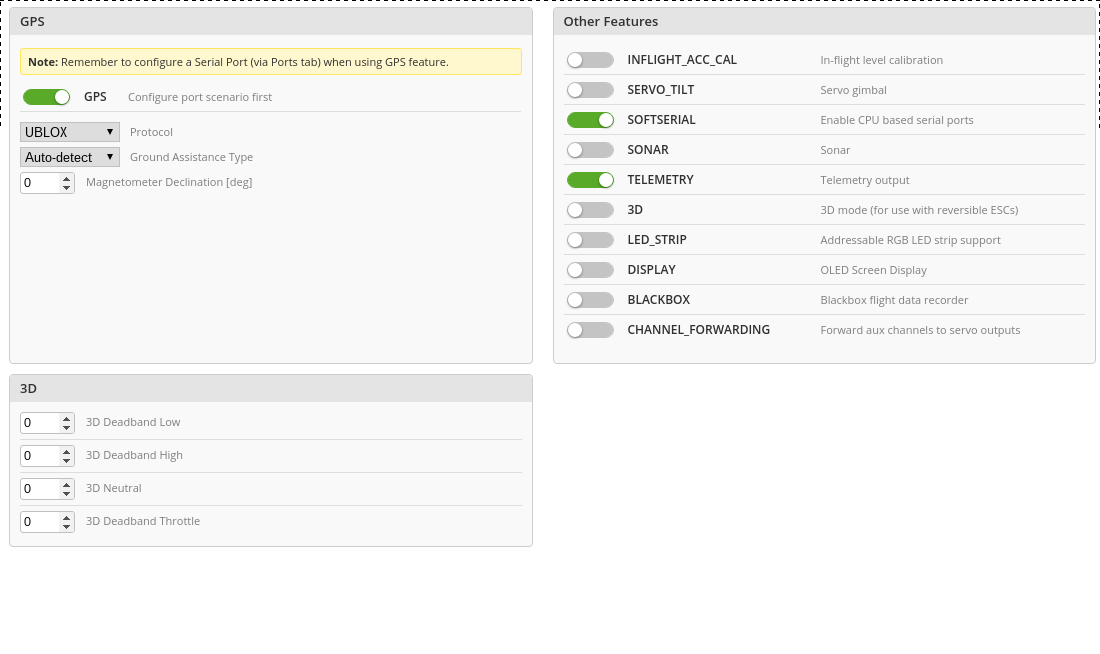 GPS
Note: Remember to configure a Serial Port (via Ports tab) when using GPS feature.
GPS Configure port scenario first
UBLOX Protocol
Auto-detect Ground Assistance Type
0 Magnetometer Declination [deg]
Other Features
INFLIGHT_ACC_CAL In-flight level calibration
SERVO_TILT Servo gimbal
SOFTSERIAL Enable CPU based serial ports
SONAR Sonar
TELEMETRY Telemetry output
3D 3D mode (for use with reversible ESCs)
LED_STRIP Addressable RGB LED strip support
DISPLAY OLED Screen Display
BLACKBOX Blackbox flight data recorder
CHANNEL_FORWARDING Forward aux channels to servo outputs
3D
0 3D Deadband Low
0 3D Deadband High
0 3D Neutral
0 3D Deadband Throttle